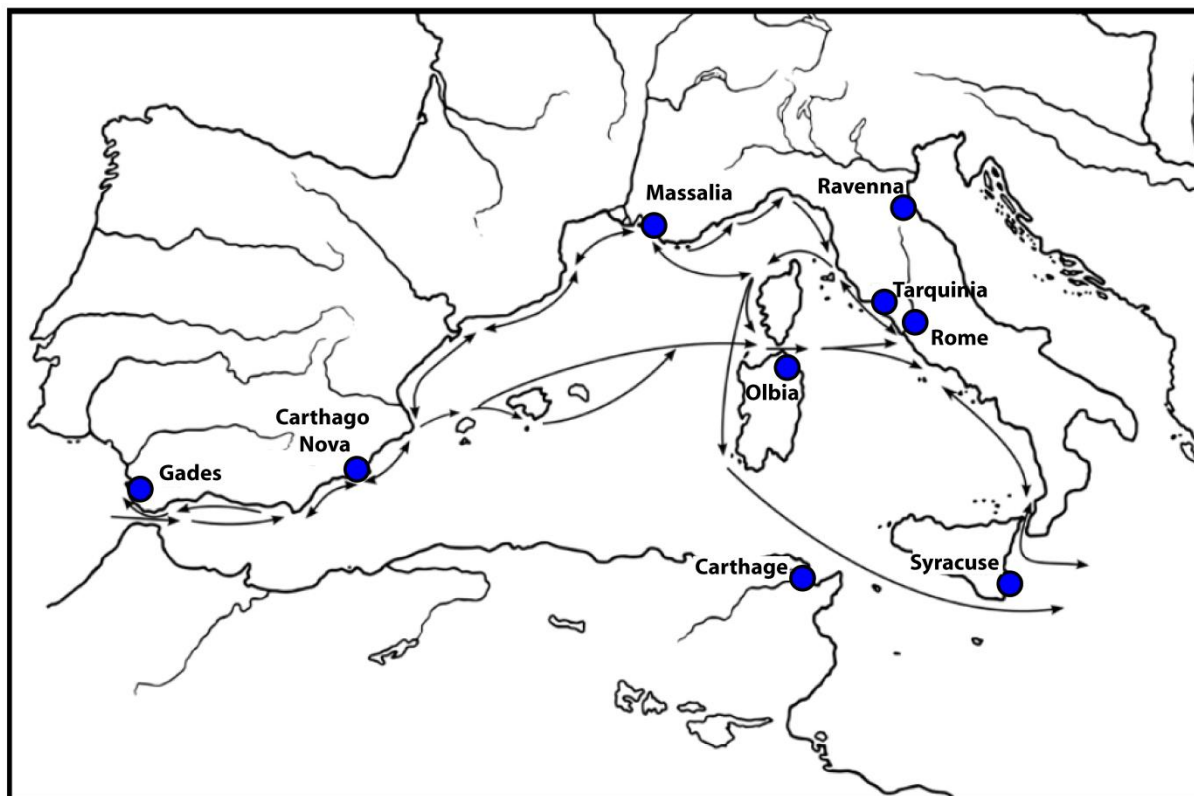 Massalia
Ravenna
Tarquinia
Rome
Olbia
Carthago
Nova
Gades
Carthage
Syracuse